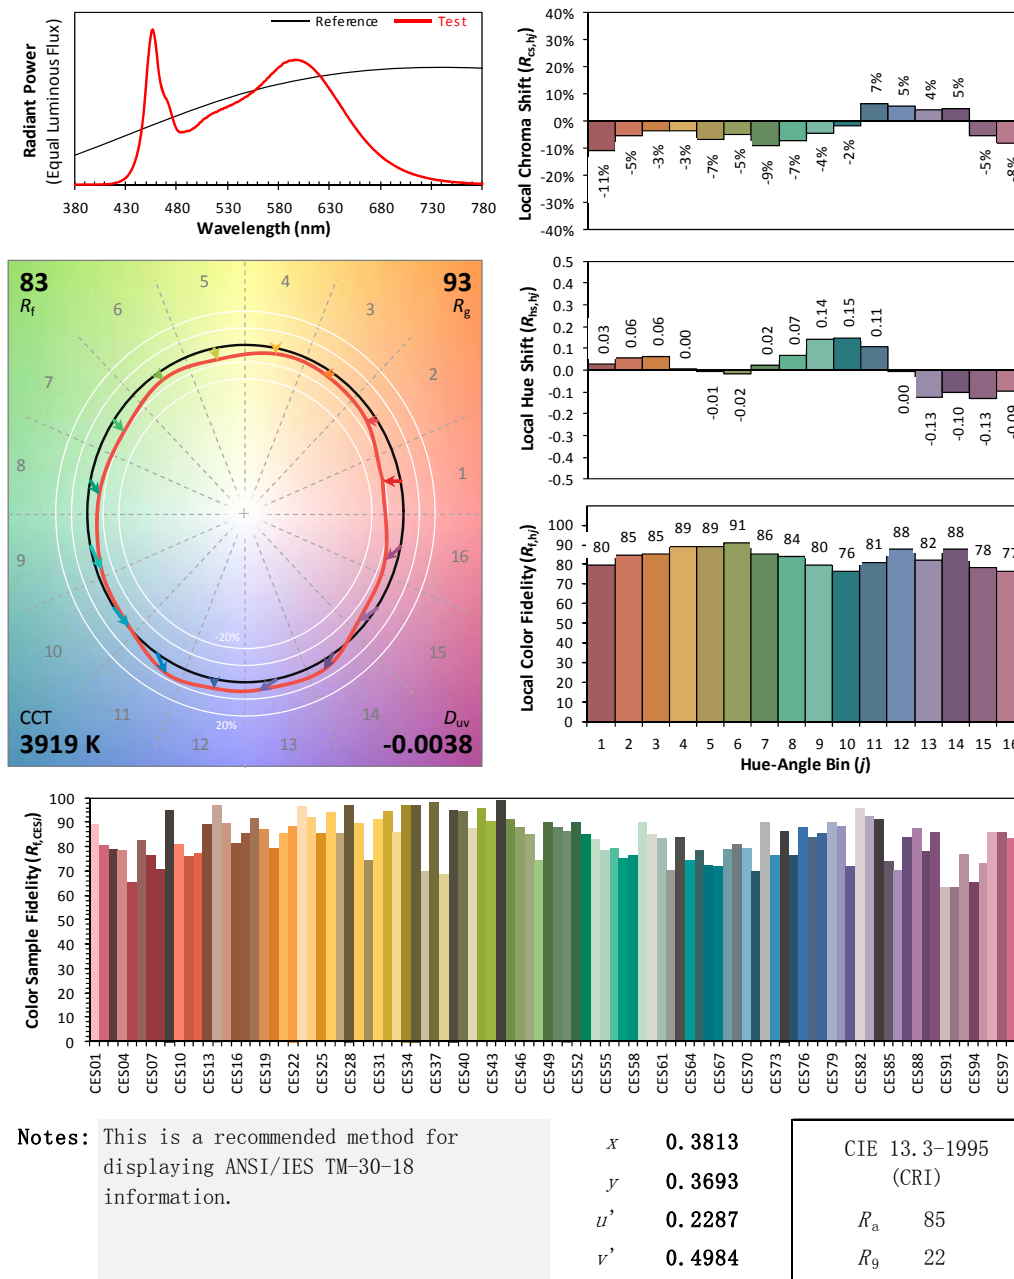 Reference Test
Radiant Power
(Equal Luminous Flux)
380 430 480 530 580 630 680 730 780
Wavelength (nm)
Local Chroma Shift (Rcs,hj)
40%
30%
20%
10%
0%
-10%
-20%
-30%
-40%
-11% -5% -3% -3% -7% -5% -9% -7% -4% -2% 7% 5% 4% 5% -5% -8%
83
Rf
93
Rg
1 2 3 4 5 6 7 8 9 10 11 12 13 14 15 16
-20%
20%
CCT
3919 K
Duv
-0.0038
Local Hue Shift (Rhs,hj)
0.5
0.4
0.3
0.2
0.1
0.0
-0.1
-0.2
-0.3
-0.4
-0.5
0.03 0.06 0.06 0.00 -0.01 -0.02 0.02 0.07 0.14 0.15 0.11 0.00 -0.13 -0.10 -0.13 -0.09
Local Color Fidelity (Rf,hj)
100
90
80
70
60
50
40
30
20
10
0
80 85 85 89 89 91 86 84 80 76 81 88 82 88 78 77
1 2 3 4 5 6 7 8 9 10 11 12 13 14 15 16
Hue-Angle Bin (j)
Color Sample Fidelity (Rf,CESi)
100
90
80
70
60
50
40
30
20
10
0
CES01 CES04 CES07 CES10 CES13 CES16 CES19 CES22 CES25 CES28 CES31 CES34 CES37 CES40 CES43 CES46 CES49 CES52 CES55 CES58 CES61 CES64 CES67 CES70 CES73 CES76 CES79 CES82 CES85 CES88 CES91 CES94 CES97
Notes: This is a recommended method for
displaying ANSI/IES TM-30-18
information.
x 0.3813
y 0.3693
u' 0.2287
v' 0.4984
CIE 13.3-1995
(CRI)
Ra 85
R9 22